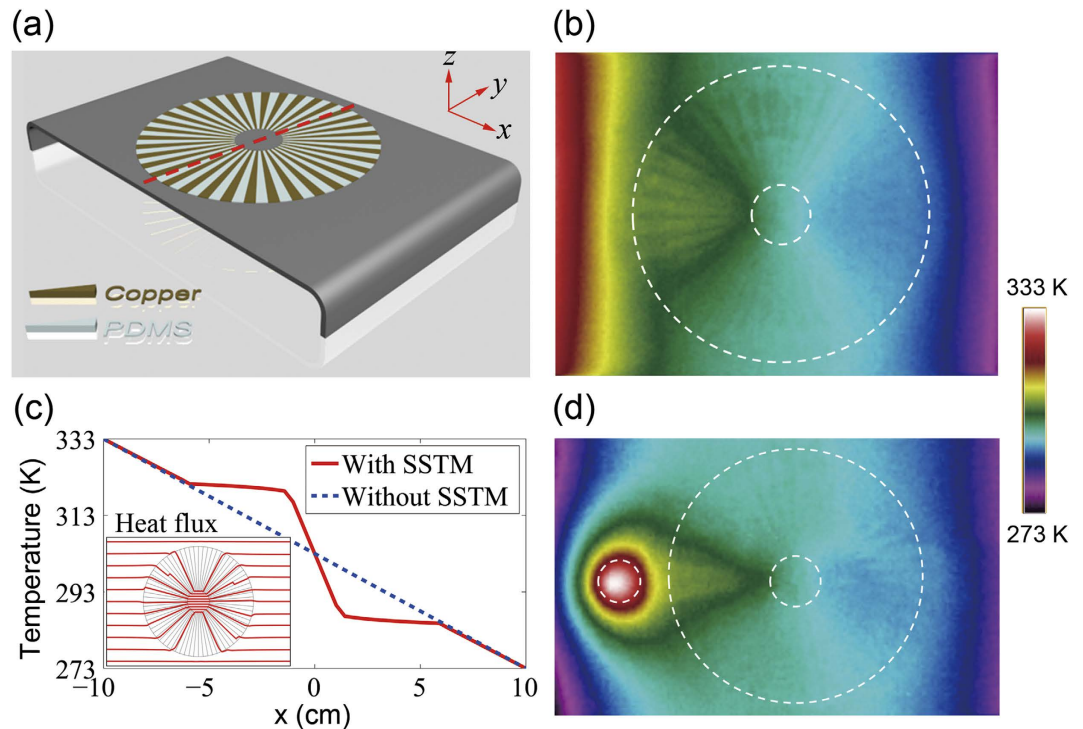 (a)
z
y
x
Copper
PDMS
(b)
333 K
273 K
(c)
Temperature (K)
333
313
293
273
With SSTM
Without SSTM
Heat flux
−10
−5
0
5
10
x (cm)
(d)